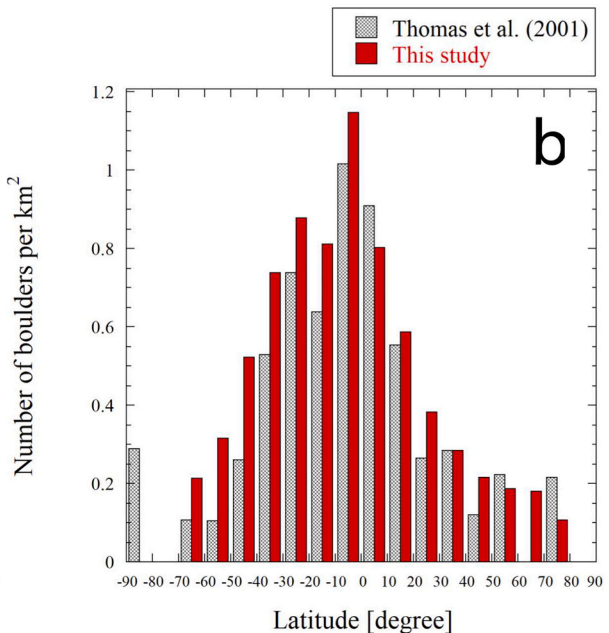 Thomas et al. (2001)
This study
b
Number of boulders per km2
1.2
1
0.8
0.6
0.4
0.2
0
-90 -80 -70 -60 -50 -40 -30 -20 -10 0 10 20 30 40 50 60 70 80 90
Latitude [degree]